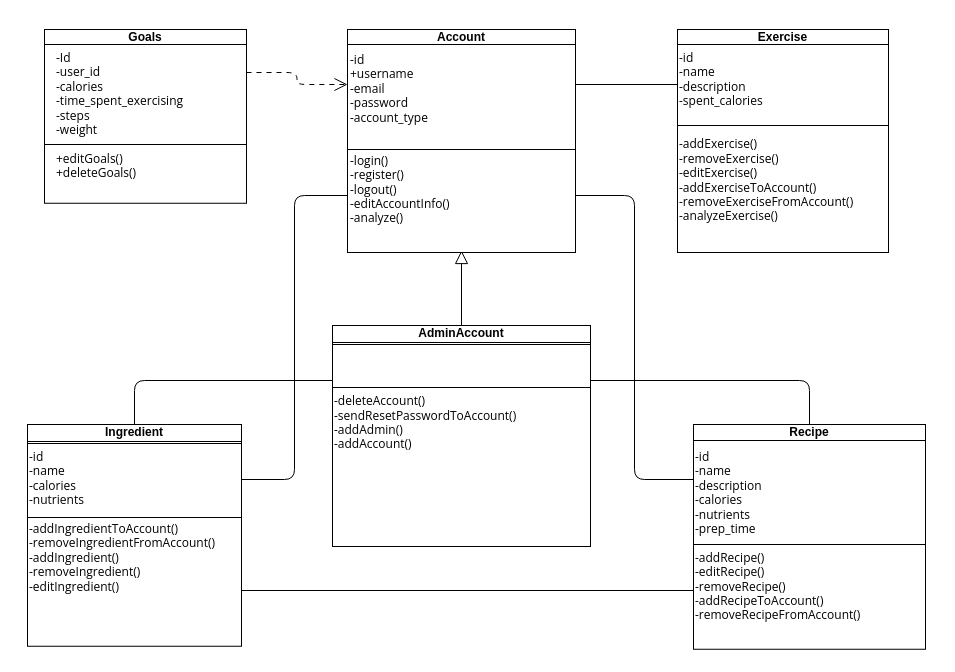 Goals
-Id
-user_id
-calories
-time_spent_exercising
-steps
-weight
+editGoals()
+deleteGoals()
Account
-id
+username
-email
-password
-account_type
-login()
-register()
-logout()
-editAccountInfo()
-analyze()
Exercise
-id
-name
-description
-spent_calories
-addExercise()
-removeExercise()
-editExercise()
-addExerciseToAccount()
-removeExerciseFromAccount()
-analyzeExercise()
AdminAccount
-deleteAccount()
-sendResetPasswordToAccount()
-addAdmin()
-addAccount()
Ingredient
-id
-name
-calories
-nutrients
-addIngredientToAccount()
-removeIngredientFromAccount()
-addIngredient()
-removeIngredient()
-editIngredient()
Recipe
-id
-name
-description
-calories
-nutrients
-prep_time
-addRecipe()
-editRecipe()
-removeRecipe()
-addRecipeToAccount()
-removeRecipeFromAccount()